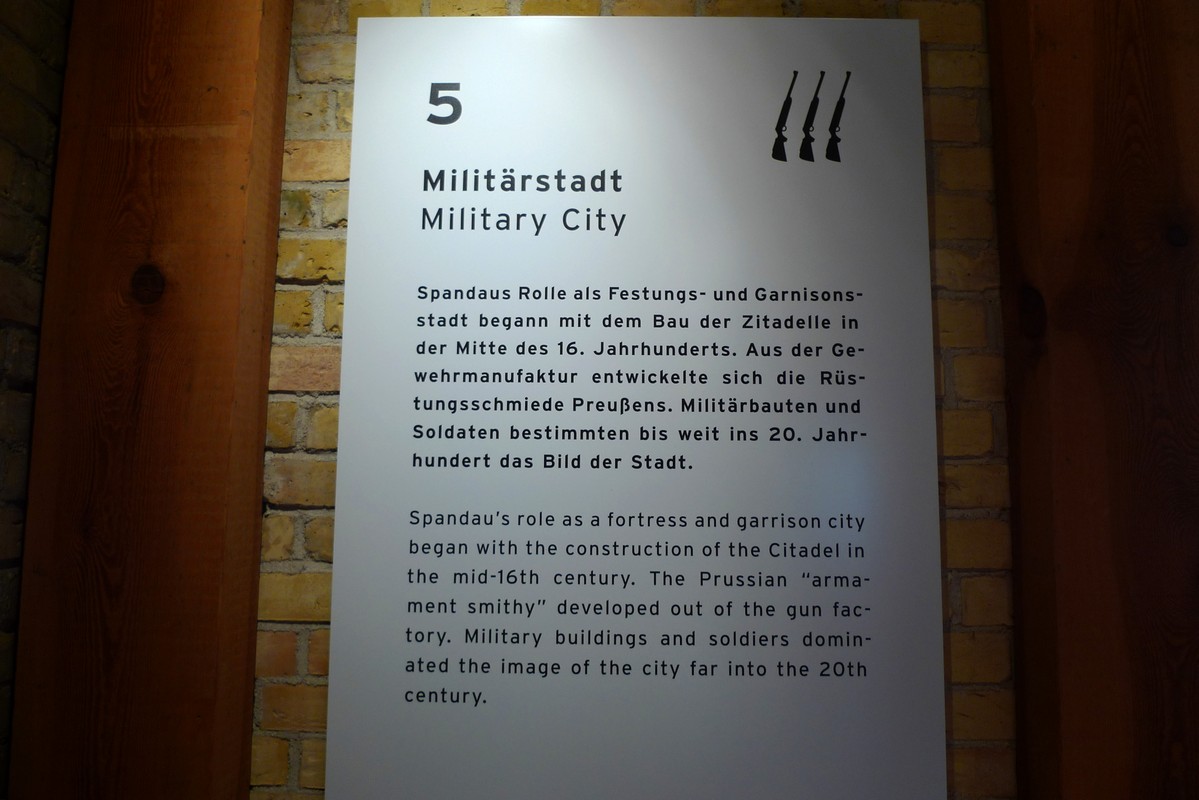 5
Militärstadt
Military City
Spandaus Rolle als Festungs- und Garnisons-
stadt begann mit dem Bau der Zitadelle in
der Mitte des 16. Jahrhunderts. Aus der Ge-
wehrmanufaktur entwickelte sich die Rüs-
tungsschmiede Preußens. Militärbauten und
Soldaten bestimmten bis weit ins 20. Jahr-
hundert das Bild der Stadt.
Spandau's role as a fortress and garrison city
began with the construction of the Citadel in
the mid-16th century. The Prussian “arma-
ment smithy” developed out of the gun fac-
tory. Military buildings and soldiers domin-
ated the image of the city far into the 20th
century.